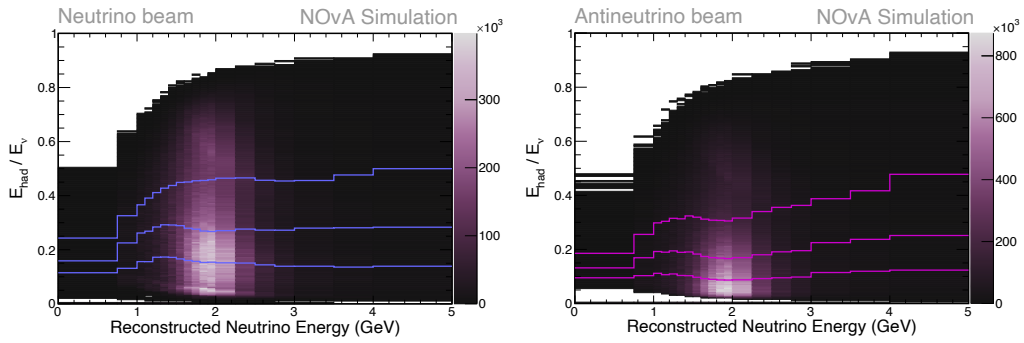 Neutrino beam NOvA Simulation
×10³
1
0.8
0.6
0.4
0.2
0
E_had / E_ν
0 1 2 3 4 5
Reconstructed Neutrino Energy (GeV)
300
200
100
0
Antineutrino beam NOvA Simulation
×10³
1
0.8
0.6
0.4
0.2
0
E_had / E_ν
0 1 2 3 4 5
Reconstructed Neutrino Energy (GeV)
800
600
400
200
0